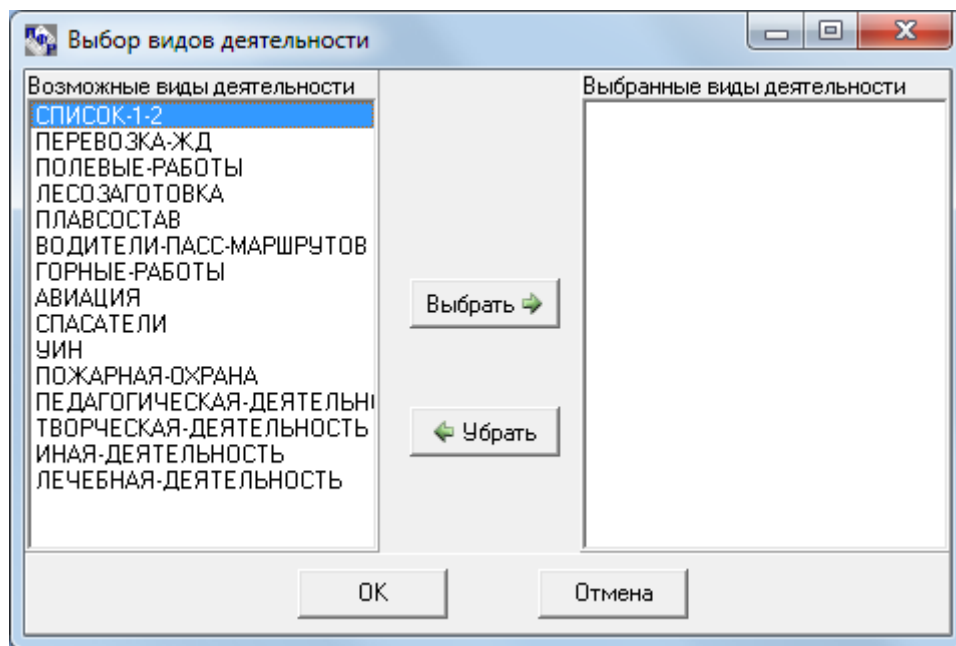 Выбор видов деятельности
Возможные виды деятельности
СПИСОК-1-2
ПЕРЕВОЗКА-ЖД
ПОЛЕВЫЕ-РАБОТЫ
ЛЕСОЗАГОТОВКА
ПЛАВСОСТАВ
ВОДИТЕЛИ-ПАСС-МАРШРУТОВ
ГОРНЫЕ-РАБОТЫ
АВИАЦИЯ
СПАСАТЕЛИ
УИН
ПОЖАРНАЯ-ОХРАНА
ПЕДАГОГИЧЕСКАЯ-ДЕЯТЕЛЬН
ТВОРЧЕСКАЯ-ДЕЯТЕЛЬНОСТЬ
ИНАЯ-ДЕЯТЕЛЬНОСТЬ
ЛЕЧЕБНАЯ-ДЕЯТЕЛЬНОСТЬ
Выбрать
Убрать
Выбранные виды деятельности
OK
Отмена